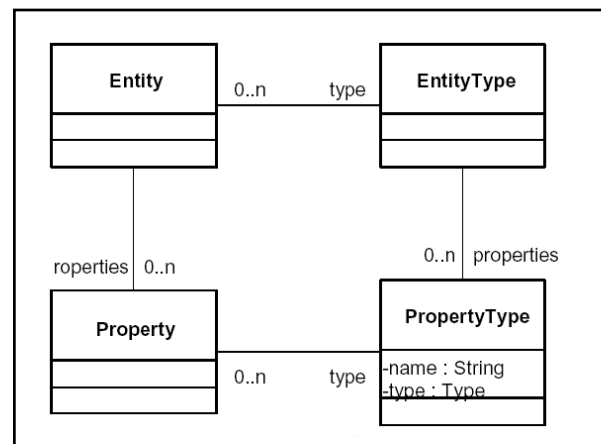 Entity
EntityType
0..n
type
roperties
0..n
0..n
properties
Property
PropertyType
-name : String
-type : Type
0..n
type